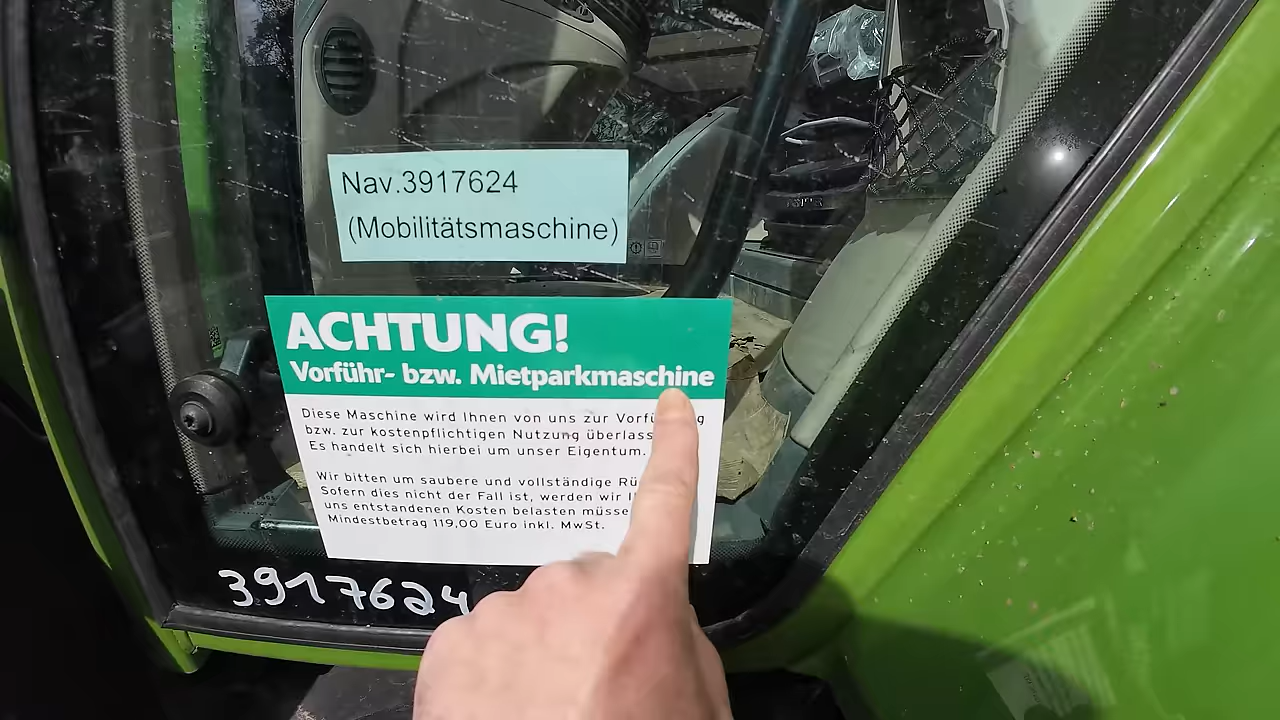 Nav.3917624
(Mobilitätsmaschine)
ACHTUNG!
Vorführ- bzw. Mietparkmaschine
Diese Maschine wird Ihnen von uns zur
bzw. zur kostenpflichtigen Nutzung
Es handelt sich hierbei um unser Eigentum.
Wir bitten um saubere und vollständige
Sofern dies nicht der Fall ist, werden wir
uns entstandenen Kosten belasten
Mindestbetrag 119,00 Euro inkl. MwSt.
3917624